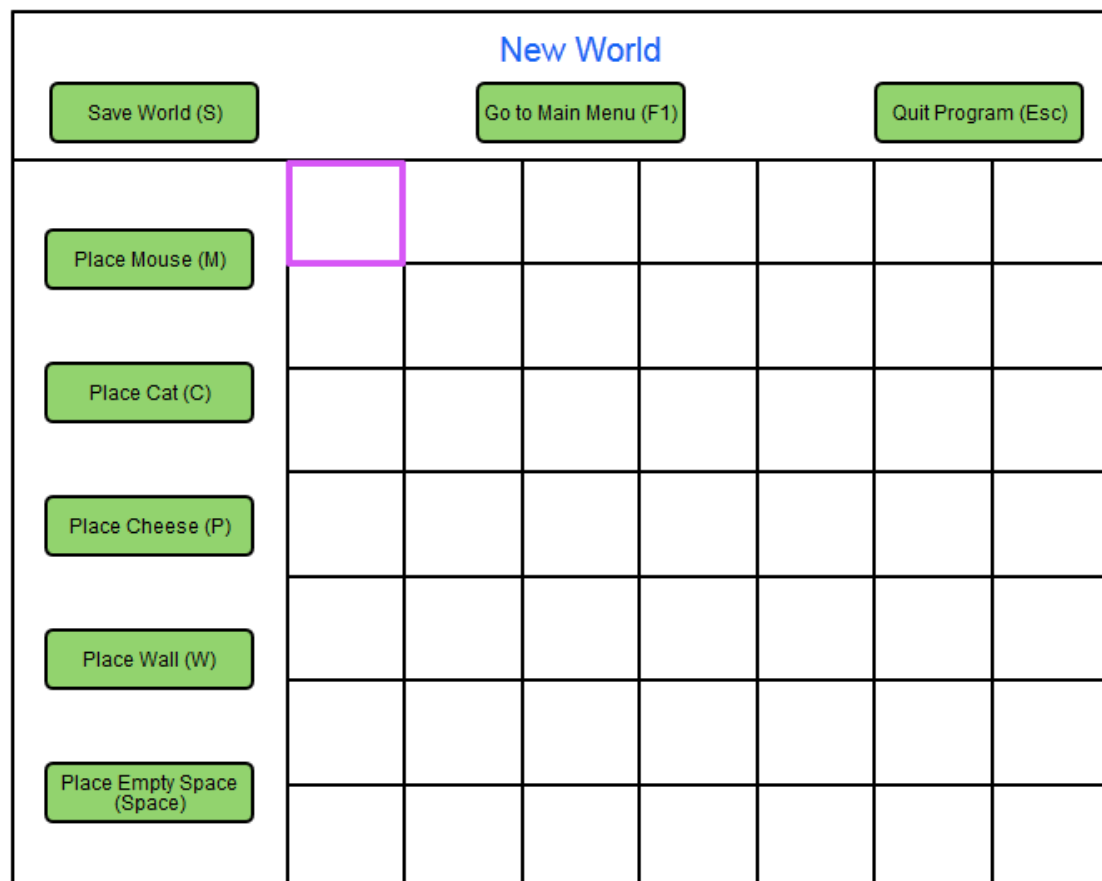 New World
Save World (S)
Go to Main Menu (F1)
Quit Program (Esc)
Place Mouse (M)
Place Cat (C)
Place Cheese (P)
Place Wall (W)
Place Empty Space
(Space)